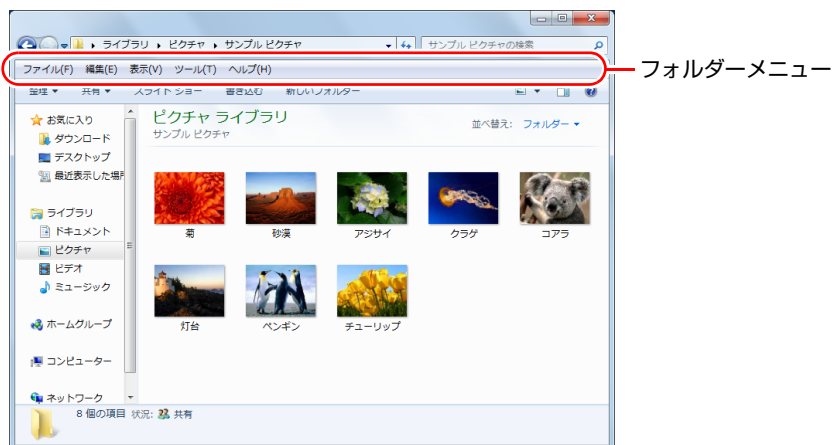 ライブラリ ▸ ピクチャ ▸ サンプル ピクチャ
サンプル ピクチャの検索
ファイル(F) 編集(E) 表示(V) ツール(T) ヘルプ(H)
フォルダーメニュー
整理 共有 スライド ショー 書き込む 新しいフォルダー
お気に入り
ダウンロード
デスクトップ
最近表示した場所
ライブラリ
ドキュメント
ピクチャ
ビデオ
ミュージック
ホームグループ
コンピューター
ネットワーク
ピクチャ ライブラリ
サンプル ピクチャ
並べ替え: フォルダー
菊 砂漠 アジサイ クラゲ コアラ
灯台 ペンギン チューリップ
8 個の項目 状況: 共有